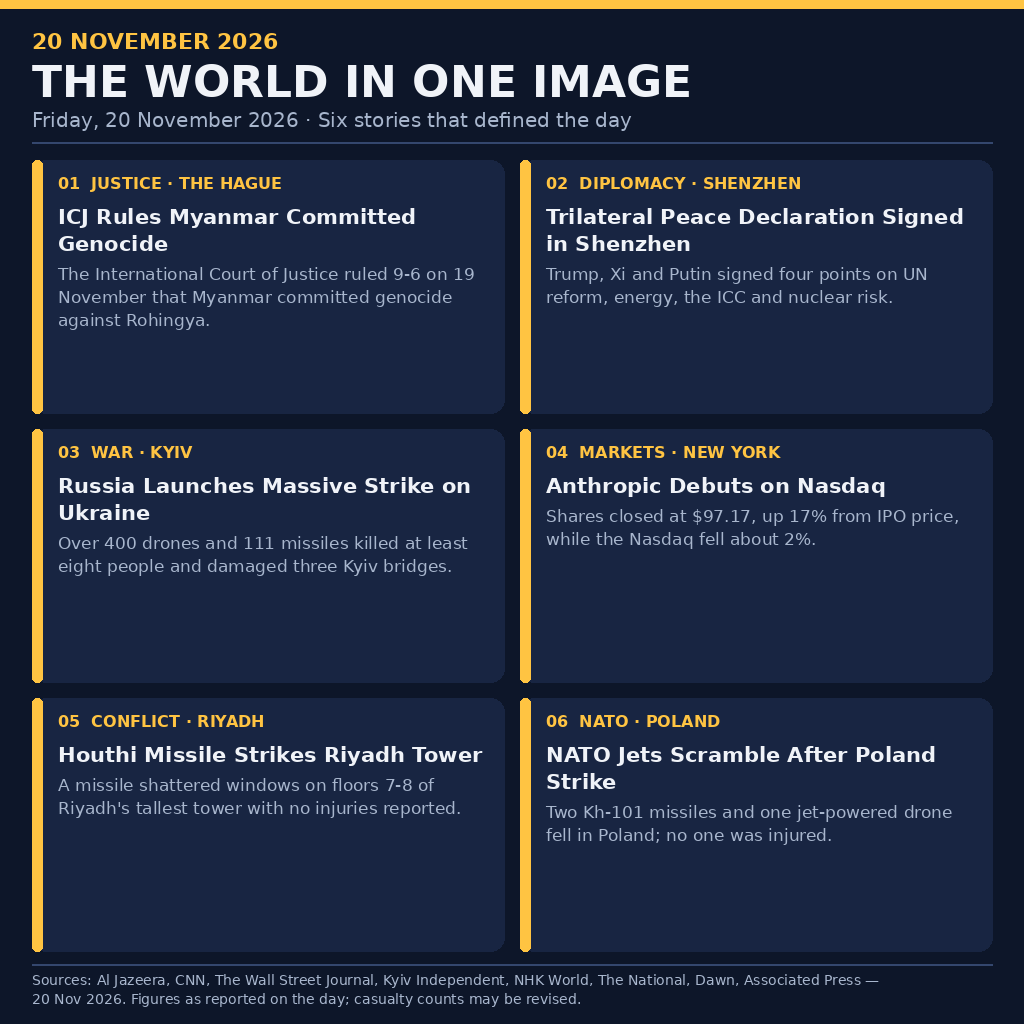 20 NOVEMBER 2026
THE WORLD IN ONE IMAGE
Friday, 20 November 2026 · Six stories that defined the day
01 JUSTICE · THE HAGUE
ICJ Rules Myanmar Committed
Genocide
The International Court of Justice ruled 9-6 on 19
November that Myanmar committed genocide
against Rohingya.
02 DIPLOMACY · SHENZHEN
Trilateral Peace Declaration Signed
in Shenzhen
Trump, Xi and Putin signed four points on UN
reform, energy, the ICC and nuclear risk.
03 WAR · KYIV
Russia Launches Massive Strike on
Ukraine
Over 400 drones and 111 missiles killed at least
eight people and damaged three Kyiv bridges.
04 MARKETS · NEW YORK
Anthropic Debuts on Nasdaq
Shares closed at $97.17, up 17% from IPO price,
while the Nasdaq fell about 2%.
05 CONFLICT · RIYADH
Houthi Missile Strikes Riyadh Tower
A missile shattered windows on floors 7-8 of
Riyadh's tallest tower with no injuries reported.
06 NATO · POLAND
NATO Jets Scramble After Poland
Strike
Two Kh-101 missiles and one jet-powered drone
fell in Poland; no one was injured.
Sources: Al Jazeera, CNN, The Wall Street Journal, Kyiv Independent, NHK World, The National, Dawn, Associated Press —
20 Nov 2026. Figures as reported on the day; casualty counts may be revised.